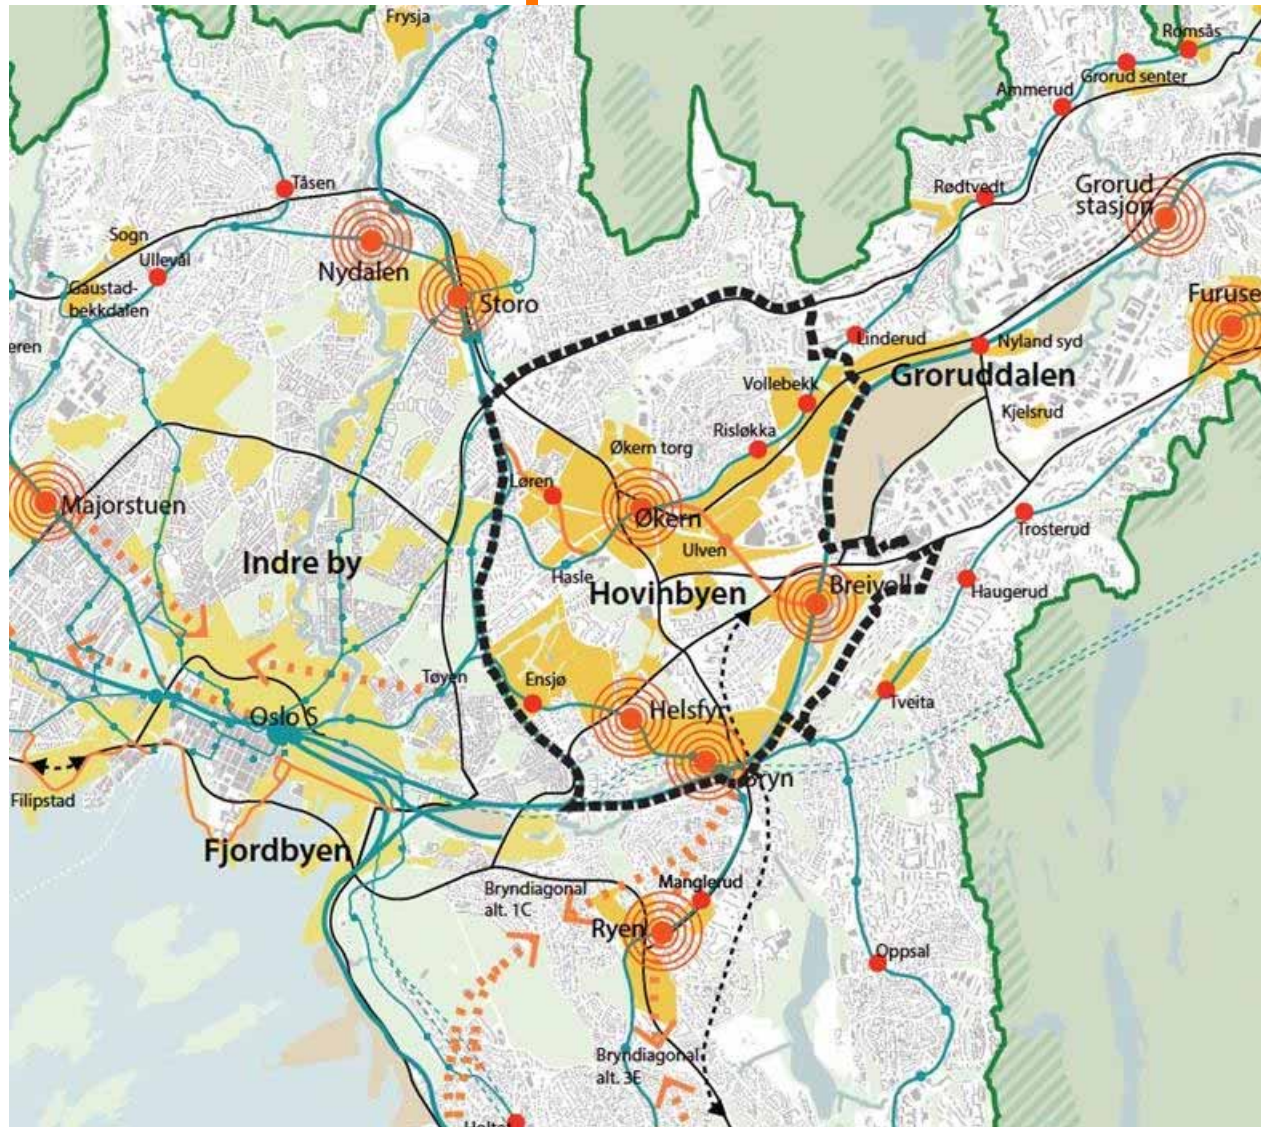 Frysja
Romsås
Grorud senter
Ammerud
Tåsen
Rødtvedt
Grorud
stasjon
Sogn
Ullevål
Nydalen
Gaustad-
bekkdalen
Storo
Furuse
eren
Linderud
Nyland syd
Groruddalen
Vollebekk
Kjelsrud
Risløkka
Økern torg
Løren
Majorstuen
Økern
Trosterud
Ulven
Indre by
Hasle
Hovinbyen
Breivoll
Haugerud
Tøyen
Ensjø
Helsfyr
Tveita
Oslo S
Bryn
Filipstad
Fjordbyen
Bryndiagonal
alt. 1C
Manglerud
Ryen
Oppsal
Bryndiagonal
alt. 3E